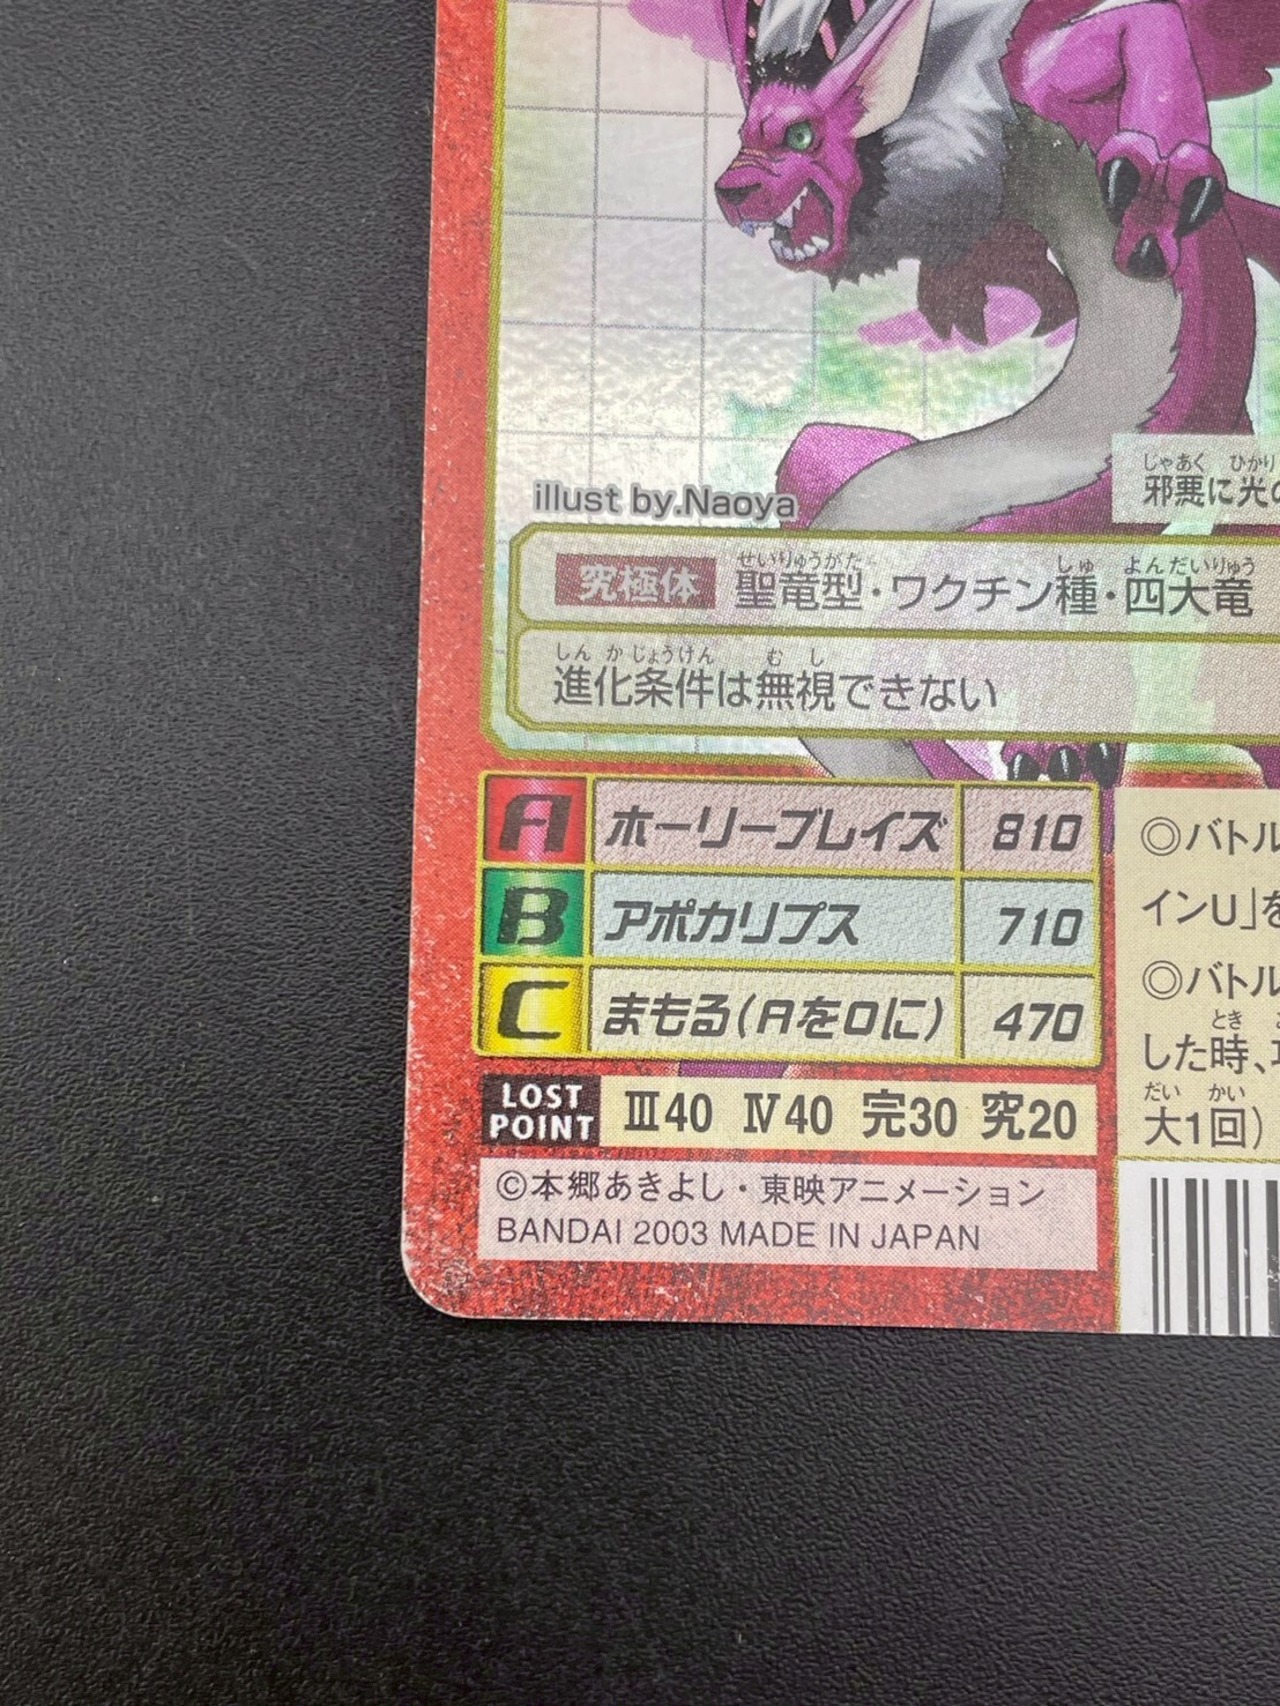 じゃあく ひかり
邪悪に光の
illust by.Naoya
せいりゅうがた しゅ よんだいりゅう
究極体 聖竜型・ワクチン種・四大竜
しんかじょうけん むし
進化条件は無視できない
A ホーリーブレイズ 810
B アポカリプス 710
C まもる(Aを0に) 470
LOST POINT Ⅲ40 Ⅳ40 完30 究20
©本郷あきよし・東映アニメーション
BANDAI 2003 MADE IN JAPAN
◎バトル
インU」を
◎バトル
とき
した時、
だい かい
大1回)